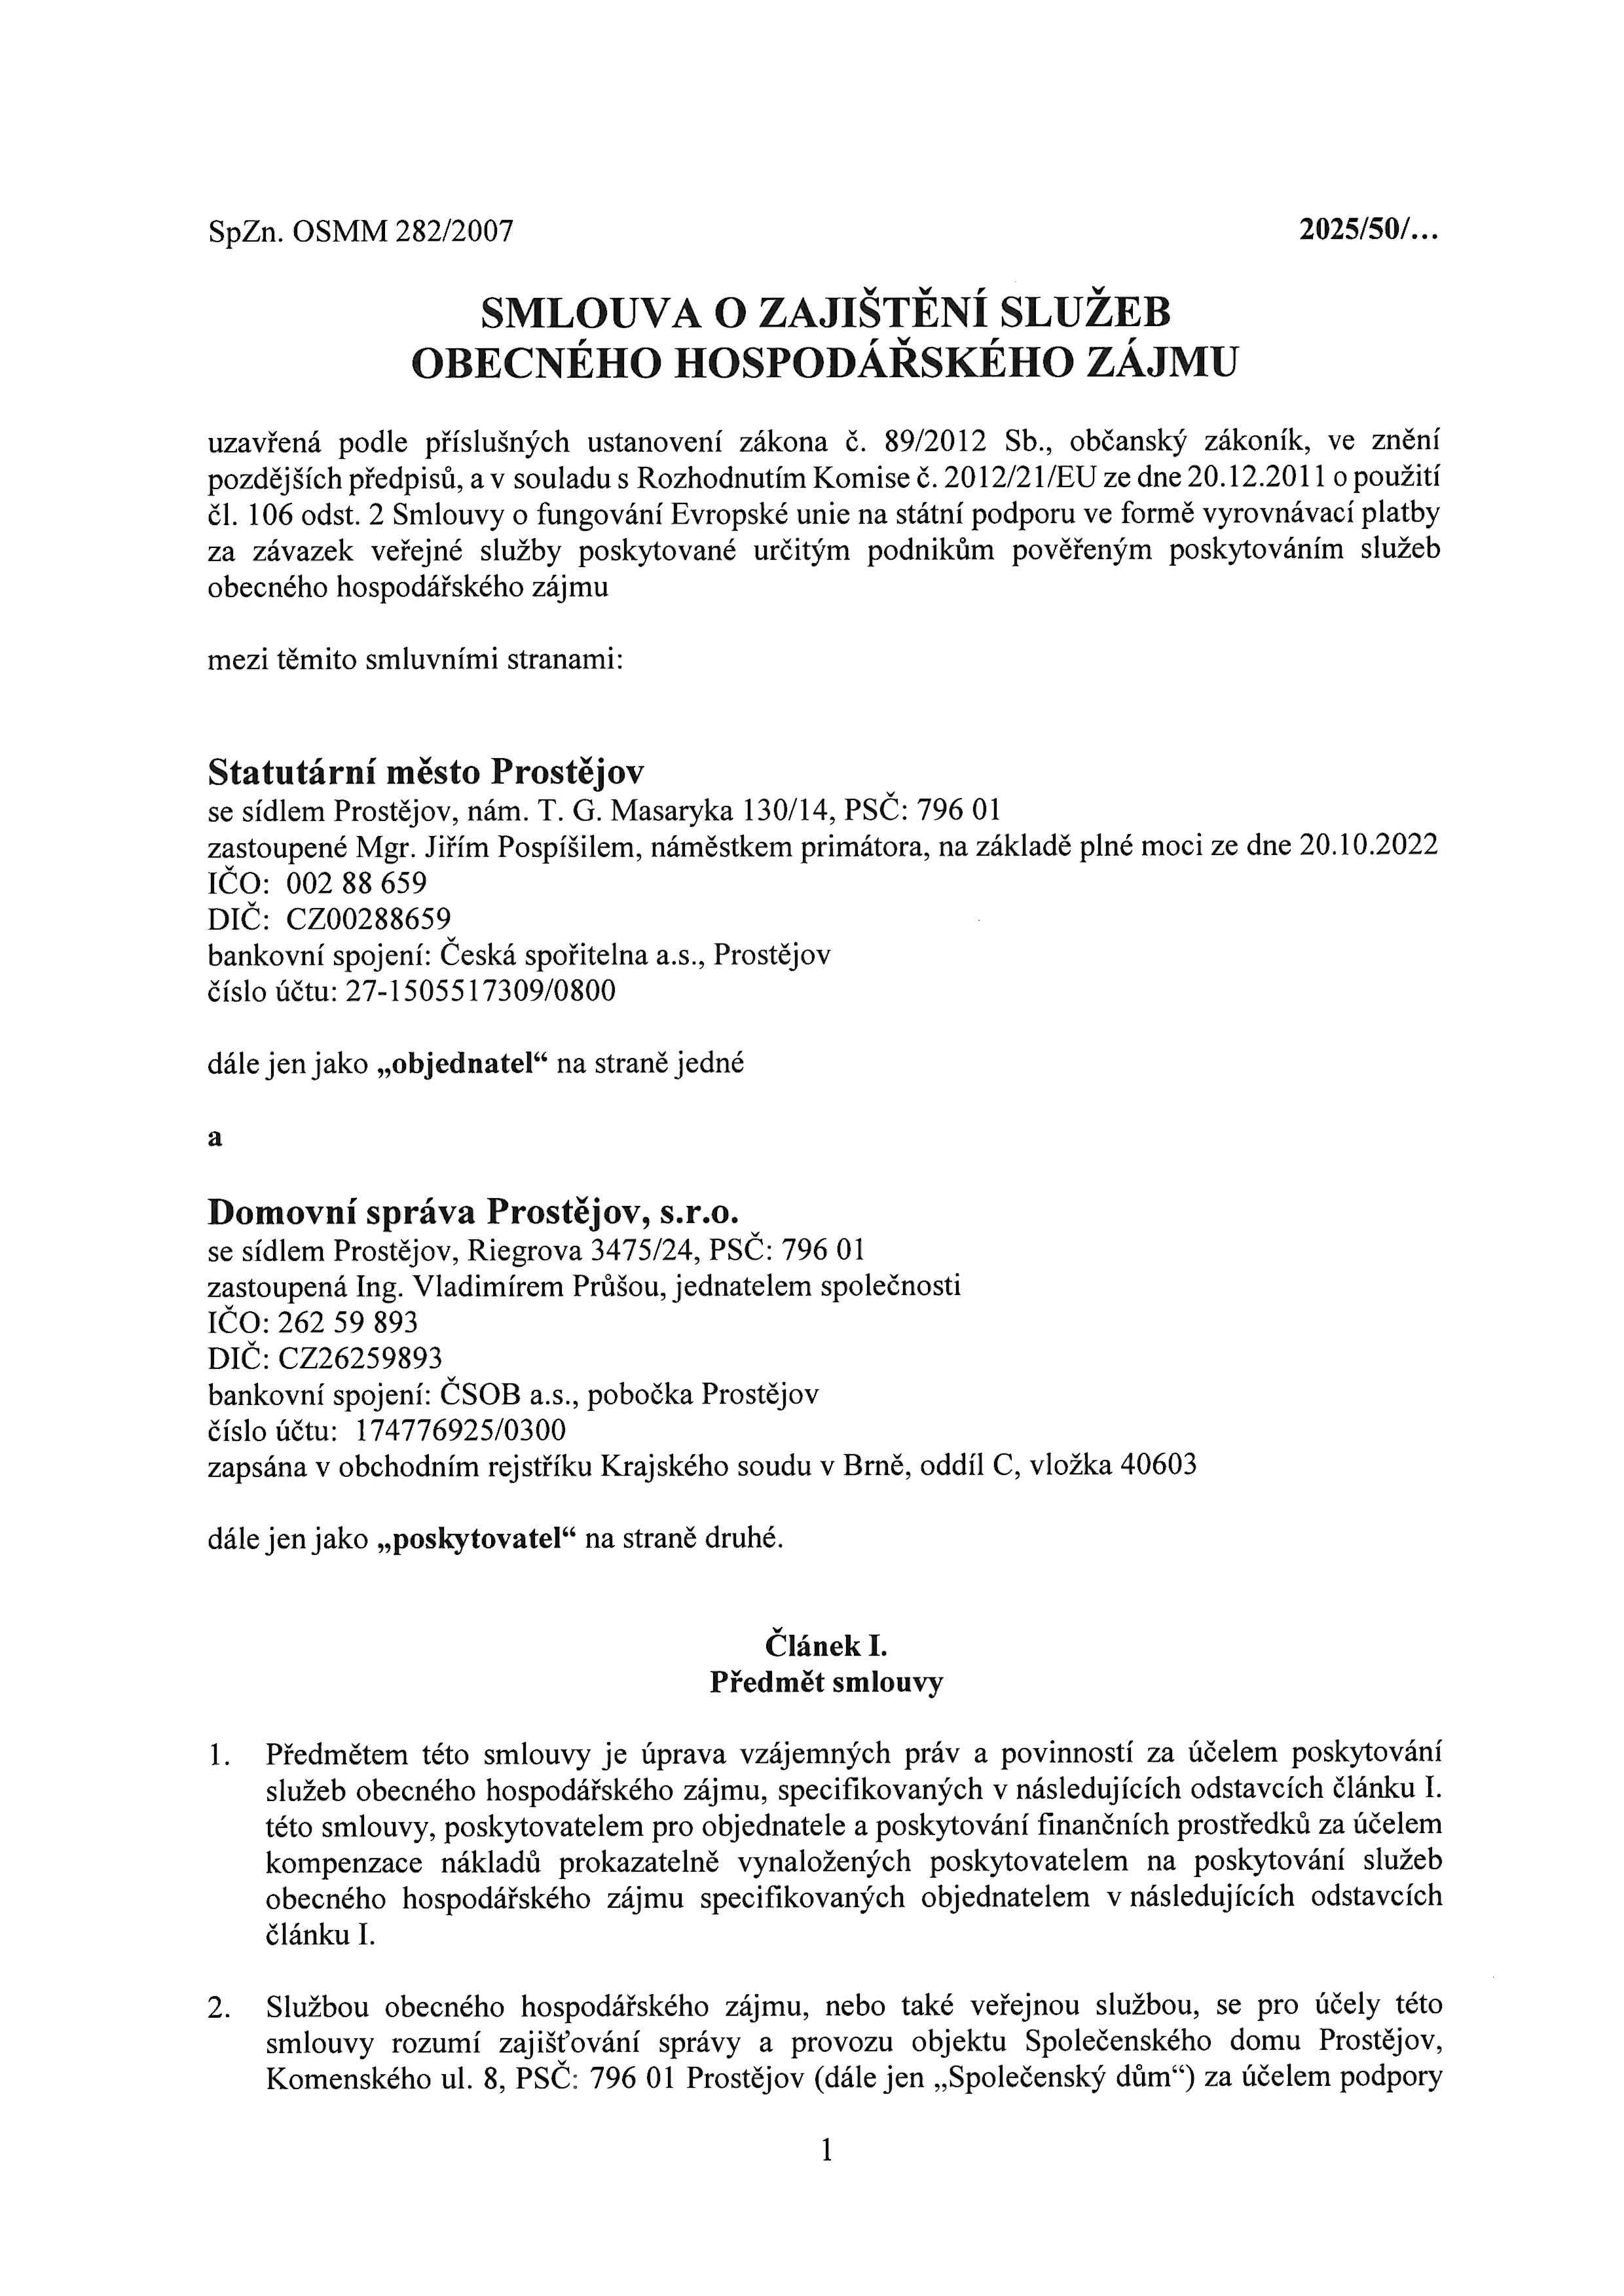 SpZn. OSMM 282/2007 2025/50/...
SMLOUVA O ZAJIŠTĚNÍ SLUŽEB
OBECNÉHO HOSPODÁŘSKÉHO ZÁJMU
uzavřená podle příslušných ustanovení zákona č. 89/2012 Sb., občanský zákoník, ve znění
pozdějších předpisů, a v souladu s Rozhodnutím Komise č. 2012/21/EU ze dne 20.12.2011 o použití
čl. 106 odst. 2 Smlouvy o fungování Evropské unie na státní podporu ve formě vyrovnávací platby
za závazek veřejné služby poskytované určitým podnikům pověřeným poskytováním služeb
obecného hospodářského zájmu
mezi těmito smluvními stranami:
Statutární město Prostějov
se sídlem Prostějov, nám. T. G. Masaryka 130/14, PSČ: 796 01
zastoupené Mgr. Jiřím Pospíšilem, náměstkem primátora, na základě plné moci ze dne 20.10.2022
IČO: 002 88 659
DIČ: CZ00288659
bankovní spojení: Česká spořitelna a.s., Prostějov
číslo účtu: 27-1505517309/0800
dále jen jako „objednatel“ na straně jedné
a
Domovní správa Prostějov, s.r.o.
se sídlem Prostějov, Riegrova 3475/24, PSČ: 796 01
zastoupená Ing. Vladimírem Průšou, jednatelem společnosti
IČO: 262 59 893
DIČ: CZ26259893
bankovní spojení: ČSOB a.s., pobočka Prostějov
číslo účtu: 174776925/0300
zapsána v obchodním rejstříku Krajského soudu v Brně, oddíl C, vložka 40603
dále jen jako „poskytovatel“ na straně druhé.
Článek I.
Předmět smlouvy
1. Předmětem této smlouvy je úprava vzájemných práv a povinností za účelem poskytování
služeb obecného hospodářského zájmu, specifikovaných v následujících odstavcích článku I.
této smlouvy, poskytovatelem pro objednatele a poskytování finančních prostředků za účelem
kompenzace nákladů prokazatelně vynaložených poskytovatelem na poskytování služeb
obecného hospodářského zájmu specifikovaných objednatelem v následujících odstavcích
článku I.
2. Službou obecného hospodářského zájmu, nebo také veřejnou službou, se pro účely této
smlouvy rozumí zajišťování správy a provozu objektu Společenského domu Prostějov,
Komenského ul. 8, PSČ: 796 01 Prostějov (dále jen „Společenský dům“) za účelem podpory
1